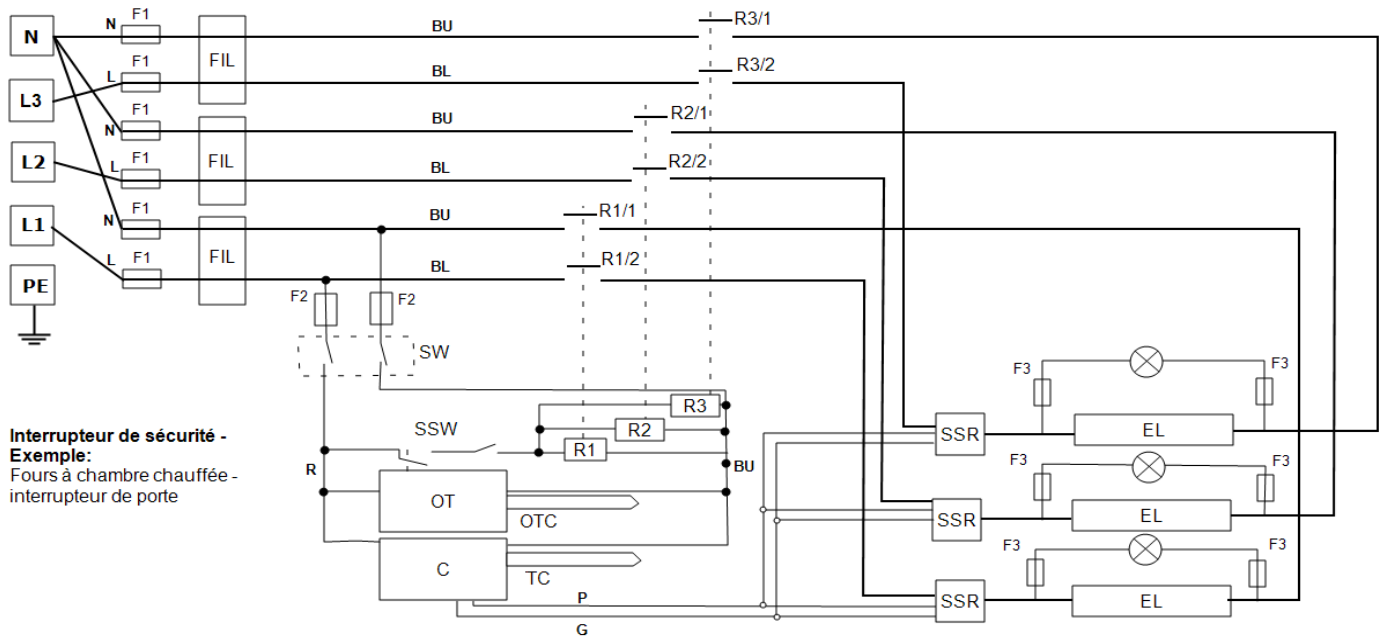 F1
N
BU
R3/1
N
FIL
F1
L
BL
R3/2
L3
F1
BU
R2/1
N
F1
FIL
L2
L
BL
R2/2
F1
BU
R1/1
N
L1
FIL
F1
L
BL
R1/2
PE
F2
F2
SW
F3
F3
R3
SSW
R2
SSR
EL
Interrupteur de sécurité -
Exemple:
Fours à chambre chauffée -
interrupteur de porte
R1
BU
R
F3
F3
OT
OTC
SSR
EL
F3
F3
C
TC
P
SSR
EL
G